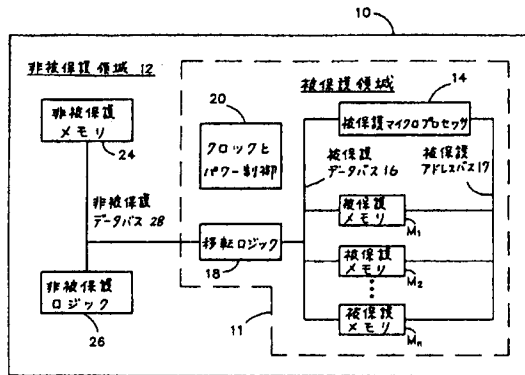 10
非被保護領域 12
被保護領域
20
14
非被保護
メモリ
24
クロックと
パワー制御
被保護マイクロプロセッサ
被保護
データバス 16
被保護
アドレスバス 17
非被保護
データバス 28
移転ロジック
18
被保護
メモリ
M1
被保護
メモリ
M2
被保護
メモリ
Mn
非被保護
ロジック
26
11